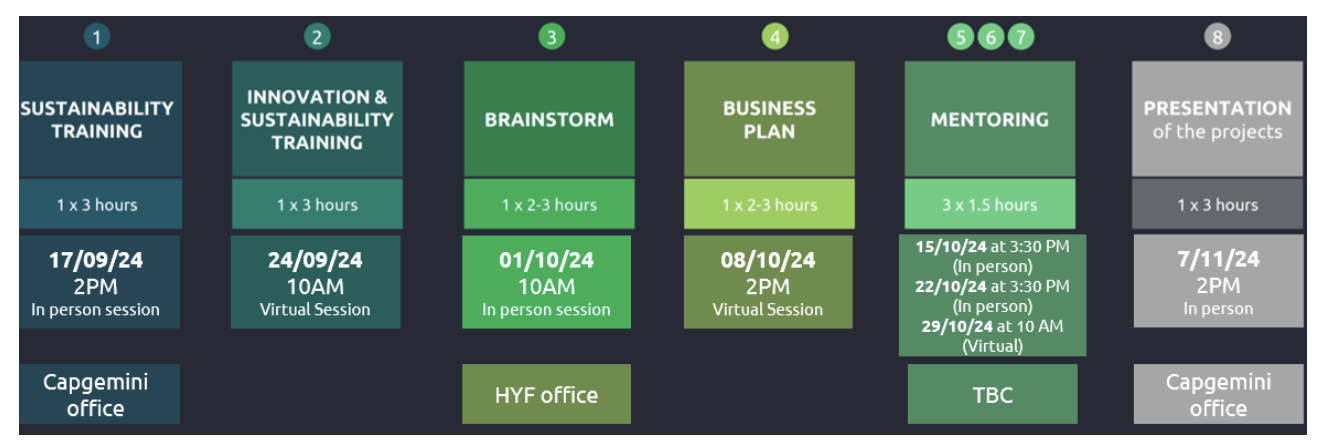 1
SUSTAINABILITY
TRAINING
1 x 3 hours
17/09/24
2PM
In person session
Capgemini
office
2
INNOVATION &
SUSTAINABILITY
TRAINING
1 x 3 hours
24/09/24
10AM
Virtual Session
3
BRAINSTORM
1 x 2-3 hours
01/10/24
10AM
In person session
HYF office
4
BUSINESS
PLAN
1 x 2-3 hours
08/10/24
2PM
Virtual Session
5 6 7
MENTORING
3 x 1.5 hours
15/10/24 at 3:30 PM
(In person)
22/10/24 at 3:30 PM
(In person)
29/10/24 at 10 AM
(Virtual)
TBC
8
PRESENTATION
of the projects
1 x 3 hours
7/11/24
2PM
In person
Capgemini
office